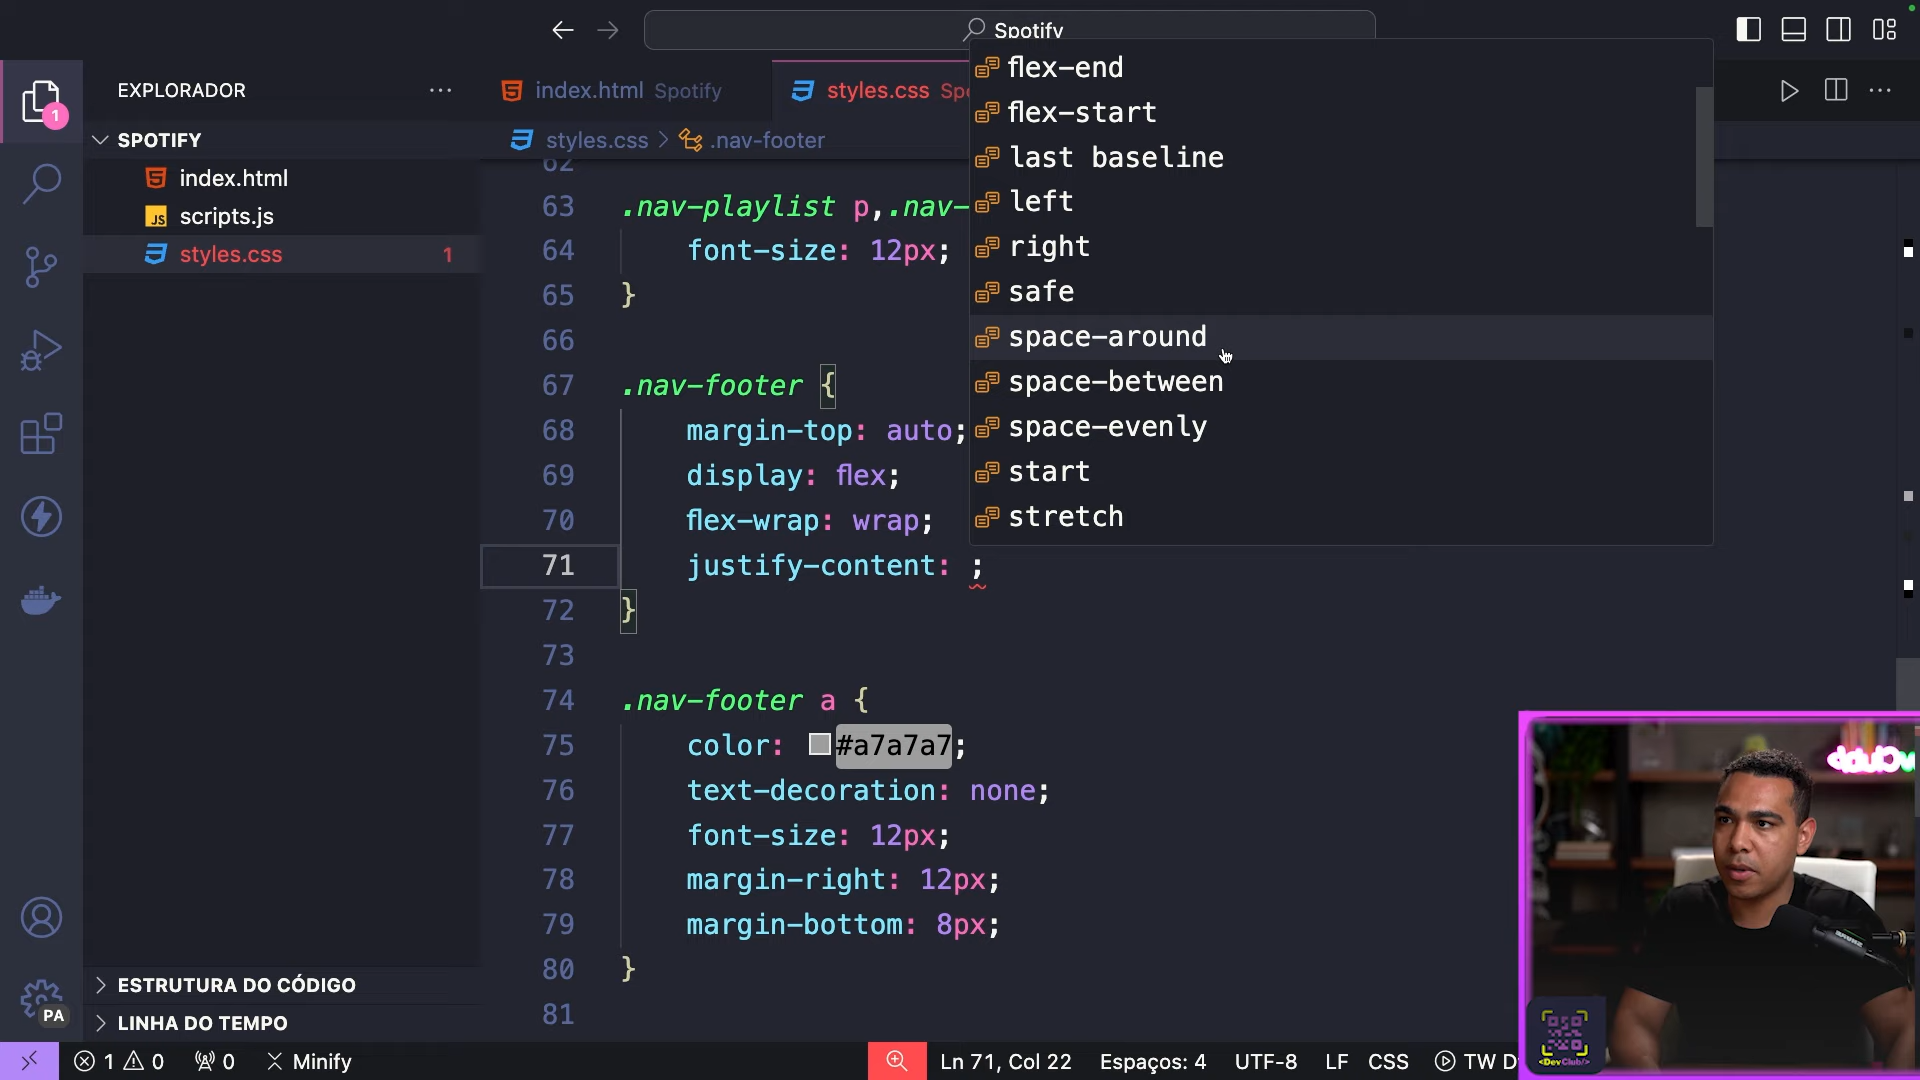 Spotify
EXPLORADOR
SPOTIFY
index.html
scripts.js
styles.css 1
ESTRUTURA DO CÓDIGO
LINHA DO TEMPO
1
PA
index.html Spotify
styles.css
styles.css > .nav-footer
62
63 .nav-playlist p,.nav-
64 font-size: 12px;
65 }
66
67 .nav-footer {
68 margin-top: auto;
69 display: flex;
70 flex-wrap: wrap;
71 justify-content: ;
72 }
73
74 .nav-footer a {
75 color: #a7a7a7;
76 text-decoration: none;
77 font-size: 12px;
78 margin-right: 12px;
79 margin-bottom: 8px;
80 }
81
flex-end
flex-start
last baseline
left
right
safe
space-around
space-between
space-evenly
start
stretch
<DevClub/>
1 0 0 Minify
Ln 71, Col 22 Espaços: 4 UTF-8 LF CSS TW